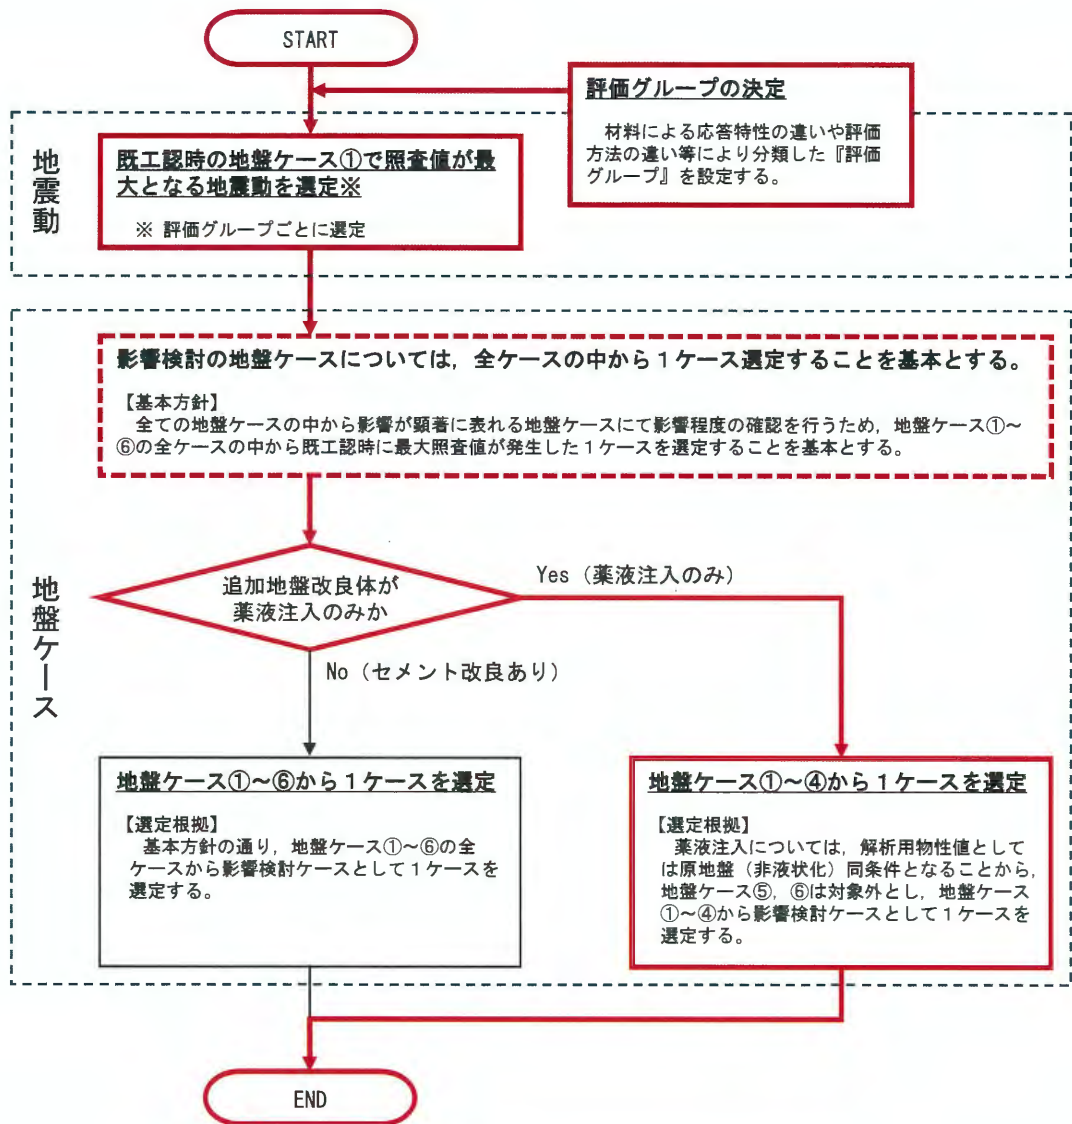 START
評価グループの決定
材料による応答特性の違いや評価
方法の違い等により分類した『評価
グループ』を設定する。
地震動
既工認時の地盤ケース①で照査値が最
大となる地震動を選定※
※ 評価グループごとに選定
地盤ケース
影響検討の地盤ケースについては，全ケースの中から１ケース選定することを基本とする。
【基本方針】
全ての地盤ケースの中から影響が顕著に表れる地盤ケースにて影響程度の確認を行うため，地盤ケース①～
⑥の全ケースの中から既工認時に最大照査値が発生した１ケースを選定することを基本とする。
追加地盤改良体が
薬液注入のみか
Yes（薬液注入のみ）
No（セメント改良あり）
地盤ケース①～⑥から１ケースを選定
【選定根拠】
基本方針の通り，地盤ケース①～⑥の全
ケースから影響検討ケースとして１ケースを
選定する。
地盤ケース①～④から１ケースを選定
【選定根拠】
薬液注入については，解析用物性値として
は原地盤（非液状化）同条件となることから，
地盤ケース⑤，⑥は対象外とし，地盤ケース
①～④から影響検討ケースとして１ケースを
選定する。
END